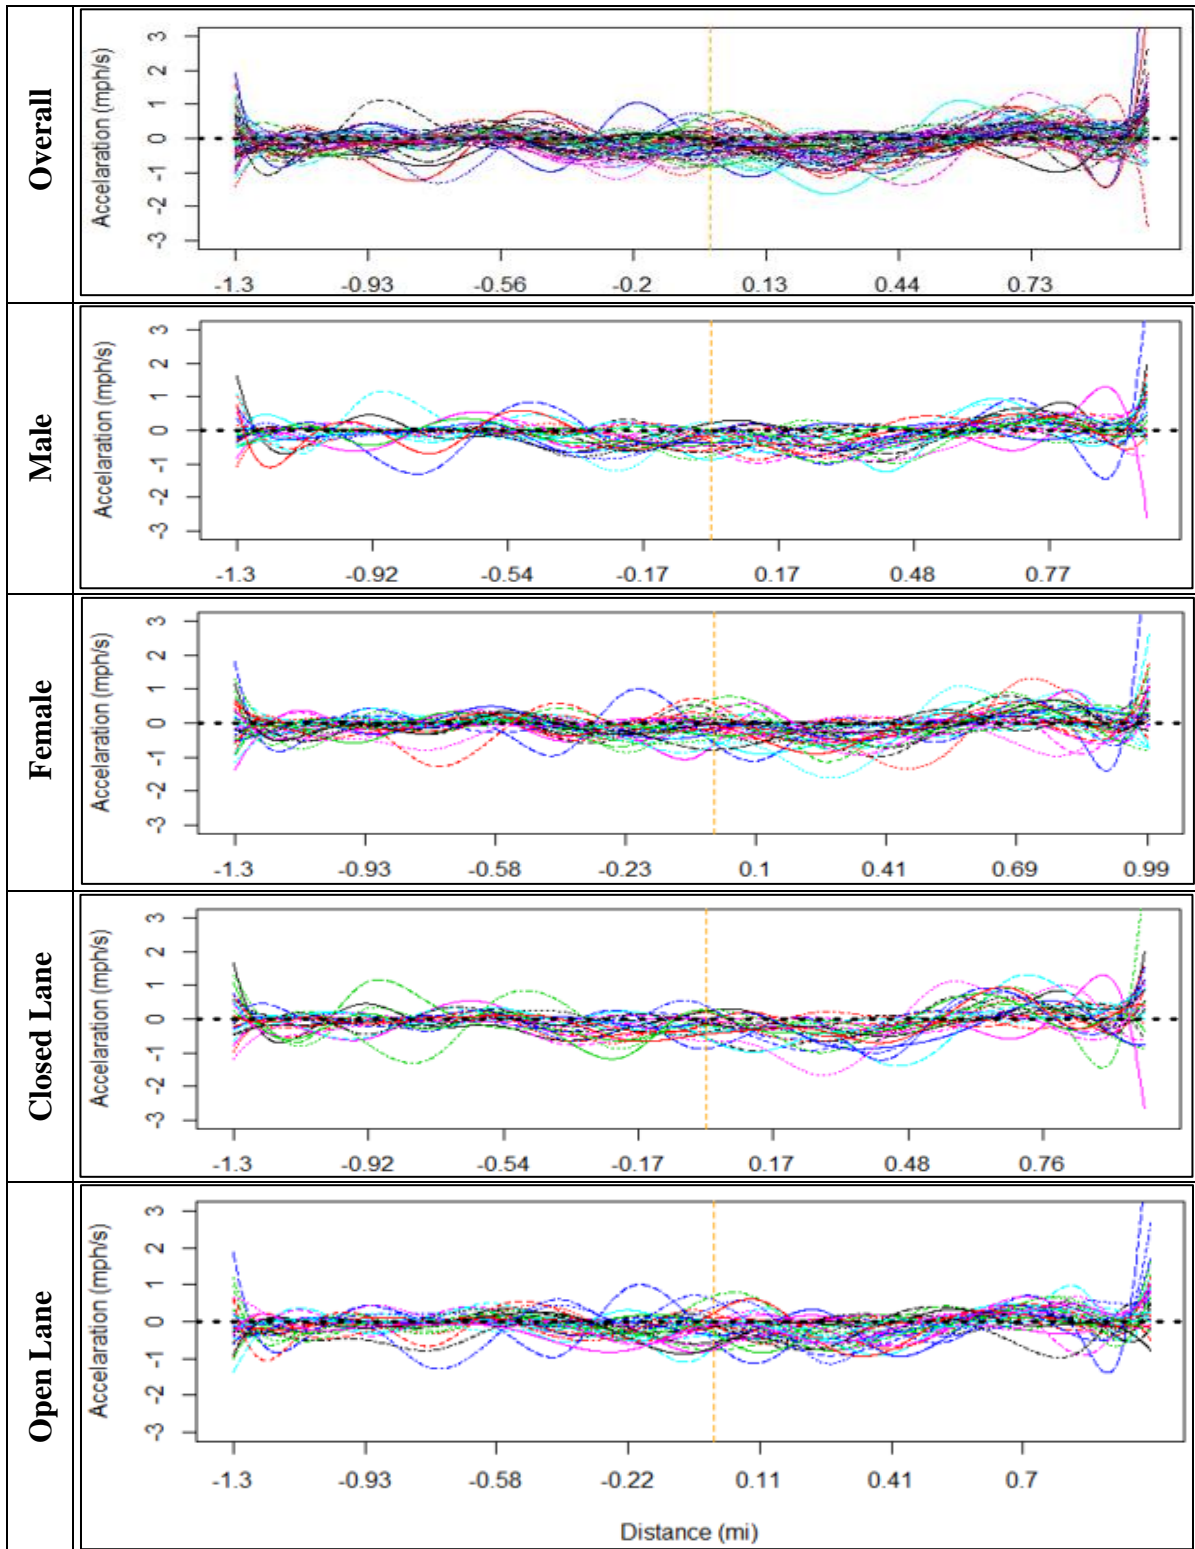 Overall
Accelaration (mph/s)
3
2
1
0
-1
-2
-3
-1.3 -0.93 -0.56 -0.2 0.13 0.44 0.73
Male
Accelaration (mph/s)
3
2
1
0
-1
-2
-3
-1.3 -0.92 -0.54 -0.17 0.17 0.48 0.77
Female
Accelaration (mph/s)
3
2
1
0
-1
-2
-3
-1.3 -0.93 -0.58 -0.23 0.1 0.41 0.69 0.99
Closed Lane
Accelaration (mph/s)
3
2
1
0
-1
-2
-3
-1.3 -0.92 -0.54 -0.17 0.17 0.48 0.76
Open Lane
Accelaration (mph/s)
3
2
1
0
-1
-2
-3
-1.3 -0.93 -0.58 -0.22 0.11 0.41 0.7
Distance (mi)